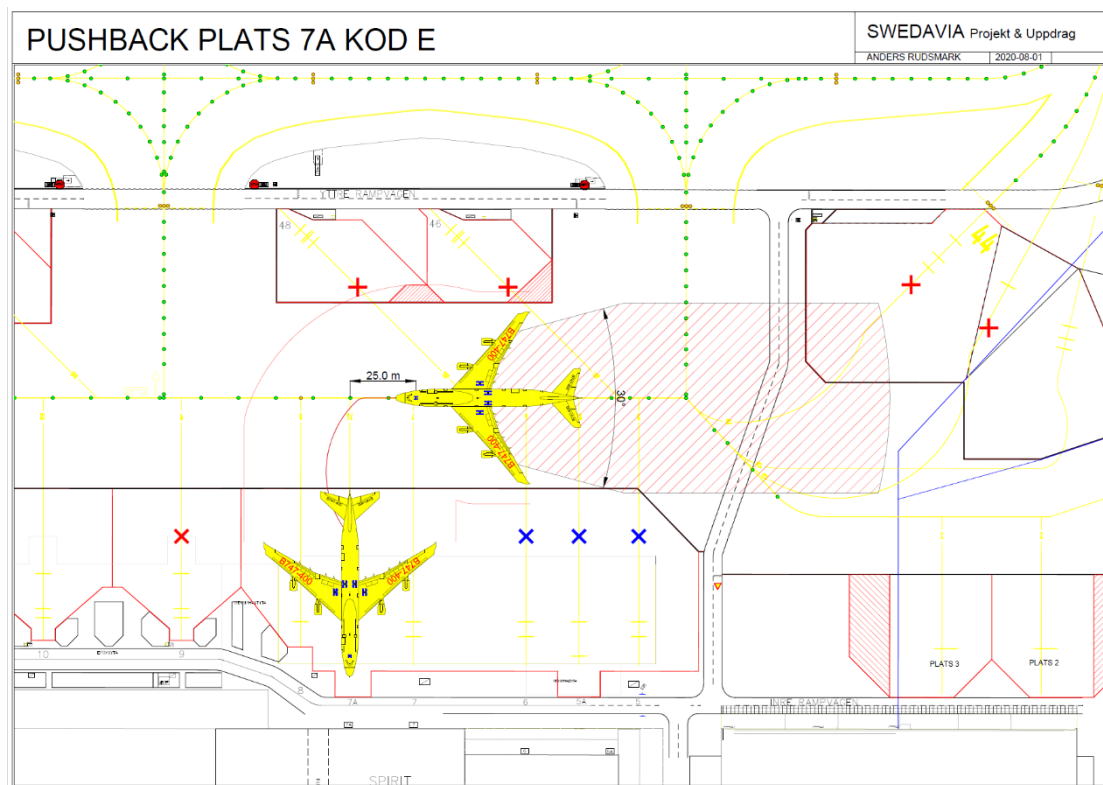 PUSHBACK PLATS 7A KOD E
SWEDAVIA Projekt & Uppdrag
ANDERS RUDSMARK 2020-08-01
YTTRE RAMPVÄGEN
48
46
44
B747-400
25.0 m
30°
B747-400
B747-400
B747-400
10
9
8
7A
7
6
5A
5
PLATS 3
PLATS 2
INRE RAMPVÄGEN
SPIRIT